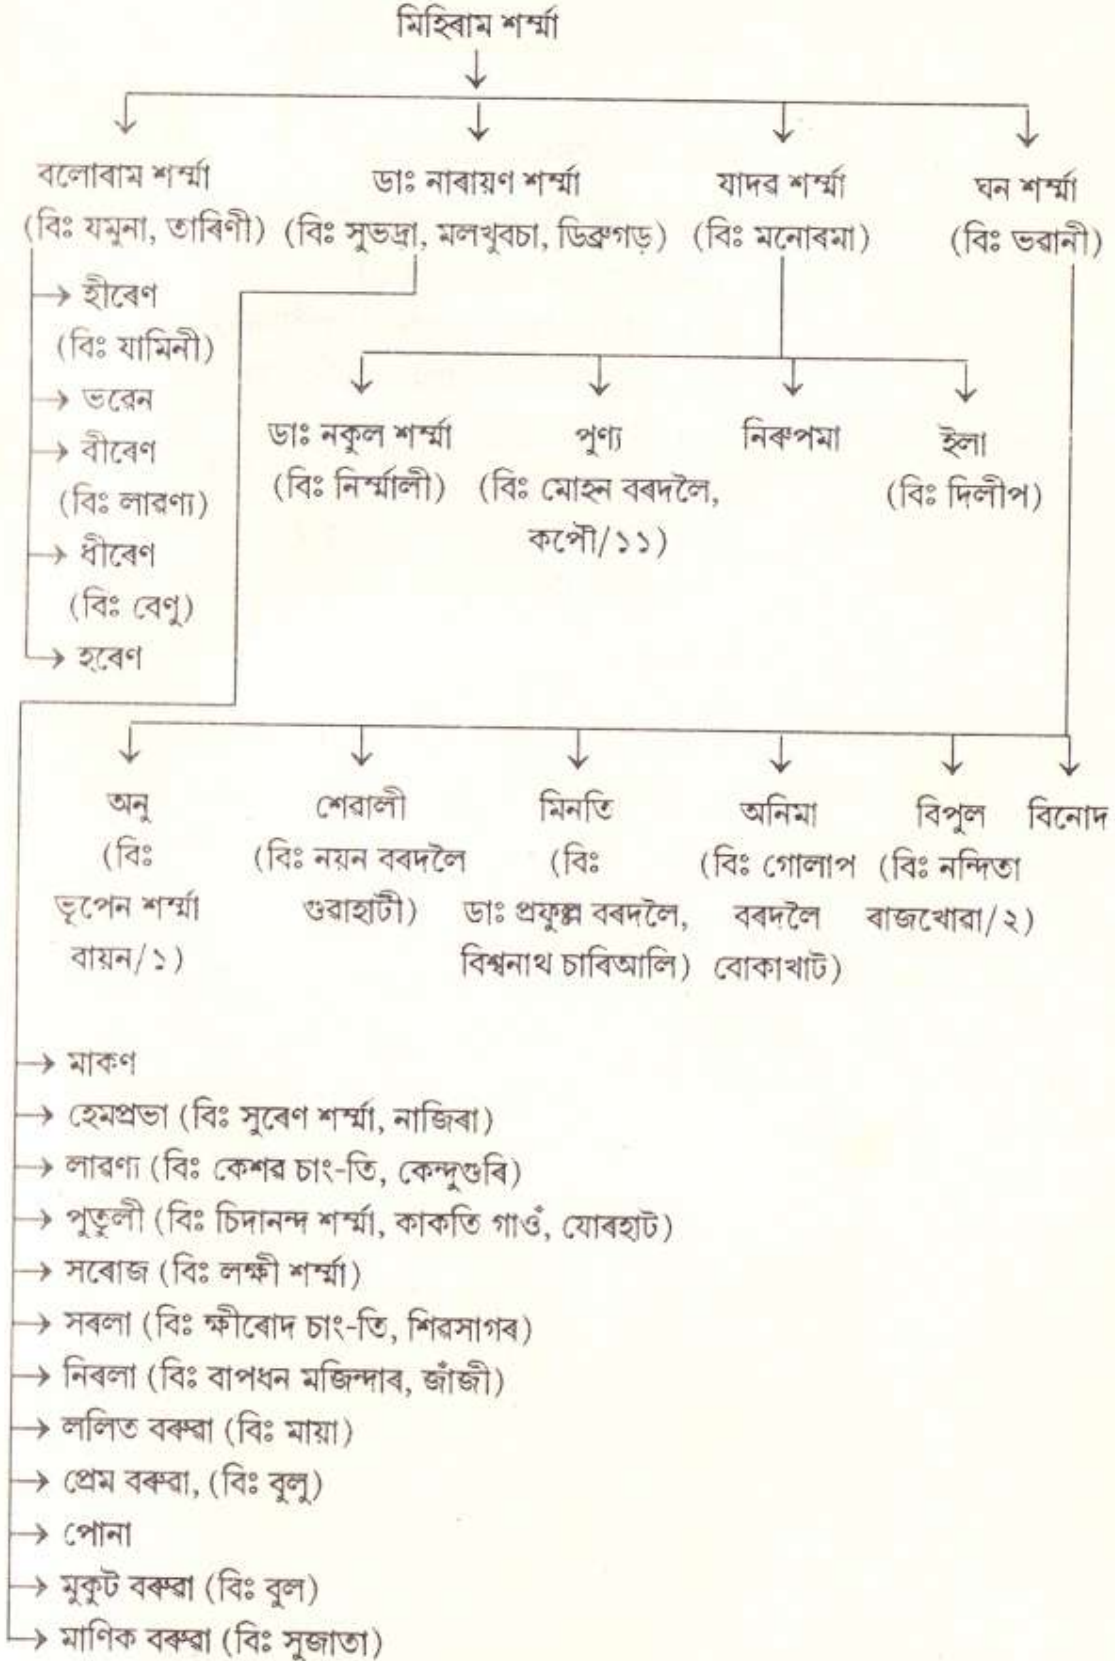 মিহিৰাম শৰ্ম্মা
বলোৰাম শৰ্ম্মা ডাঃ নাৰায়ণ শৰ্ম্মা যাদৱ শৰ্ম্মা ঘন শৰ্ম্মা
(বিঃ যমুনা, তাৰিণী) (বিঃ সুভদ্ৰা, মলখুবচা, ডিব্ৰুগড়) (বিঃ মনোৰমা) (বিঃ ভৱানী)
→ হীৰেণ
(বিঃ যামিনী)
→ ভৱেন
→ বীৰেণ
(বিঃ লাৱণ্য)
→ ধীৰেণ
(বিঃ ৰেণু)
→ হৰেণ
ডাঃ নকুল শৰ্ম্মা পুণ্য নিৰুপমা ইলা
(বিঃ নিৰ্ম্মালী) (বিঃ মোহন বৰদলৈ, (বিঃ দিলীপ)
কপৌ/১১)
অনু শেৱালী মিনতি অনিমা বিপুল বিনোদ
(বিঃ (বিঃ নয়ন বৰদলৈ (বিঃ (বিঃ গোলাপ (বিঃ নন্দিতা
ভূপেন শৰ্ম্মা গুৱাহাটী) ডাঃ প্ৰফুল্ল বৰদলৈ, বৰদলৈ ৰাজখোৱা/২)
বায়ন/১) বিশ্বনাথ চাৰিআলি) বোকাখাট)
→ মাকণ
→ হেমপ্ৰভা (বিঃ সুৰেণ শৰ্ম্মা, নাজিৰা)
→ লাৱণ্য (বিঃ কেশৱ চাং-তি, কেন্দুগুৰি)
→ পুতুলী (বিঃ চিদানন্দ শৰ্ম্মা, কাকতি গাওঁ, যোৰহাট)
→ সৰোজ (বিঃ লক্ষী শৰ্ম্মা)
→ সৰলা (বিঃ ক্ষীৰোদ চাং-তি, শিৱসাগৰ)
→ নিৰলা (বিঃ বাপধন মজিন্দাৰ, জাঁজী)
→ ললিত বৰুৱা (বিঃ মায়া)
→ প্ৰেম বৰুৱা, (বিঃ বুলু)
→ পোনা
→ মুকুট বৰুৱা (বিঃ বুল)
→ মাণিক বৰুৱা (বিঃ সুজাতা)